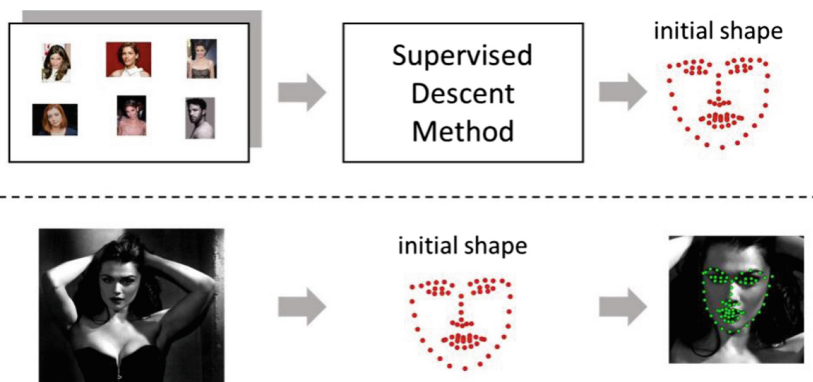 Supervised
Descent
Method
initial shape
initial shape